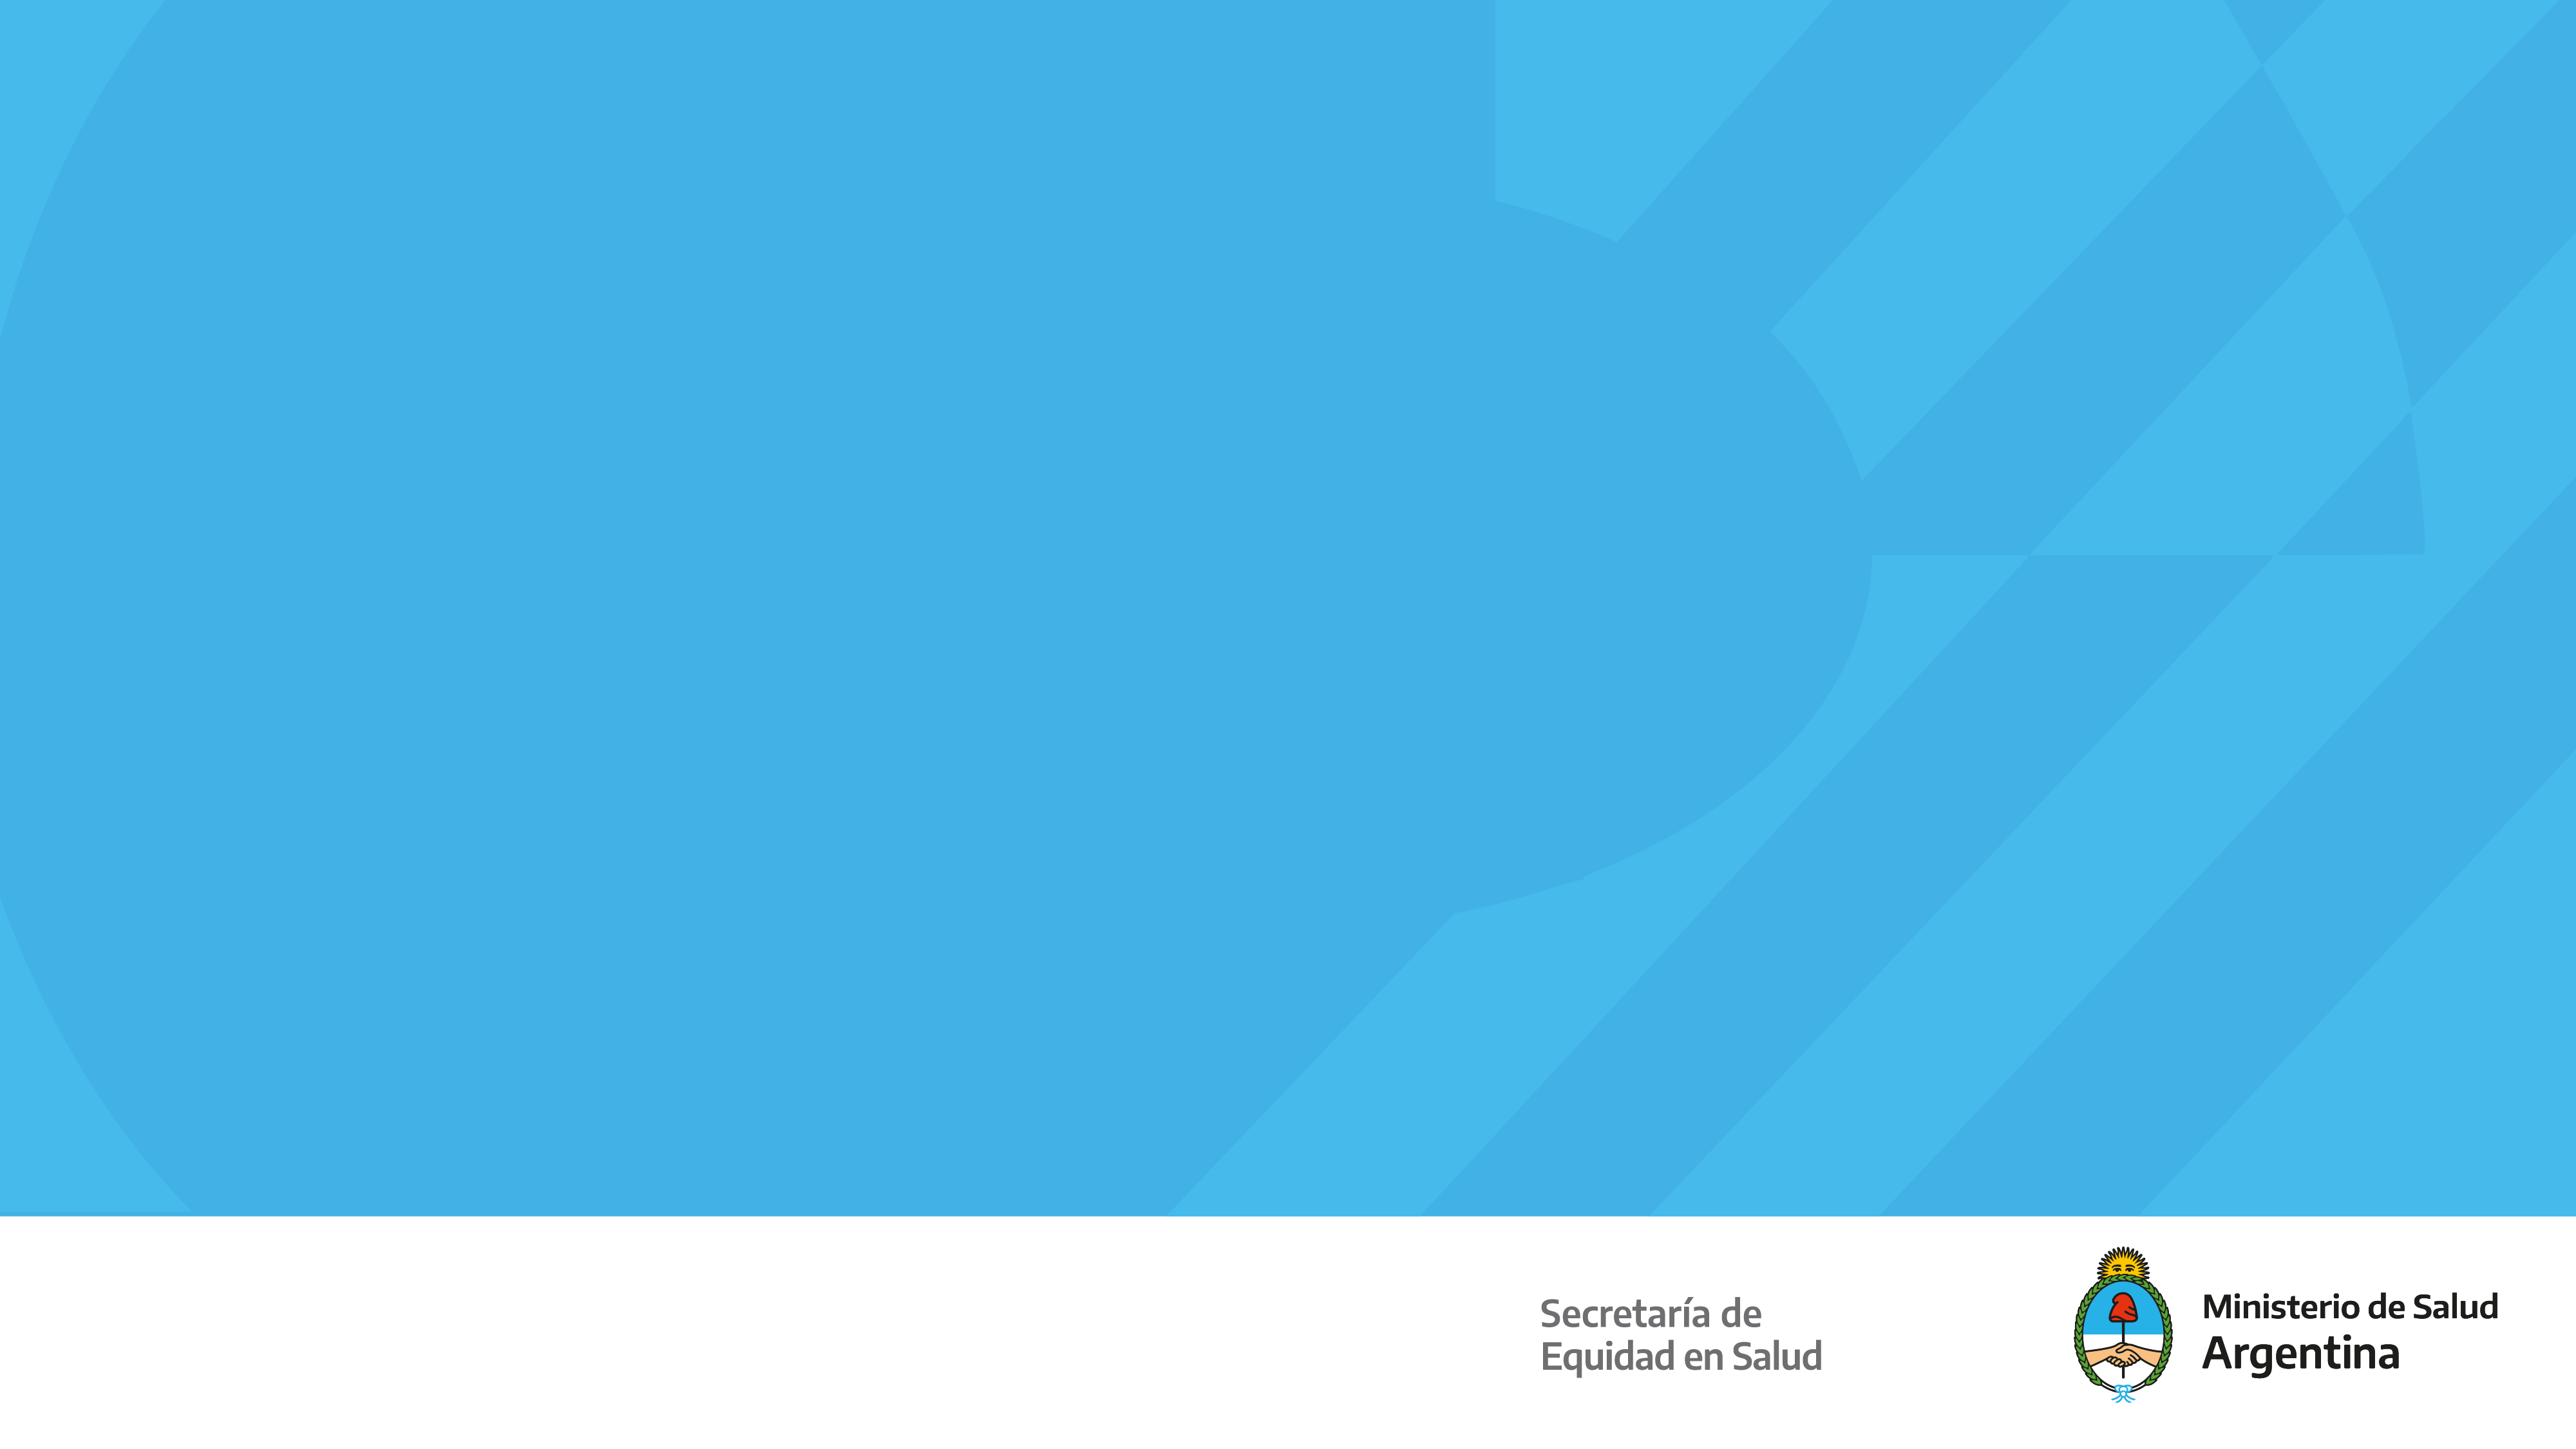 Secretaría de
Equidad en Salud
Ministerio de Salud
Argentina